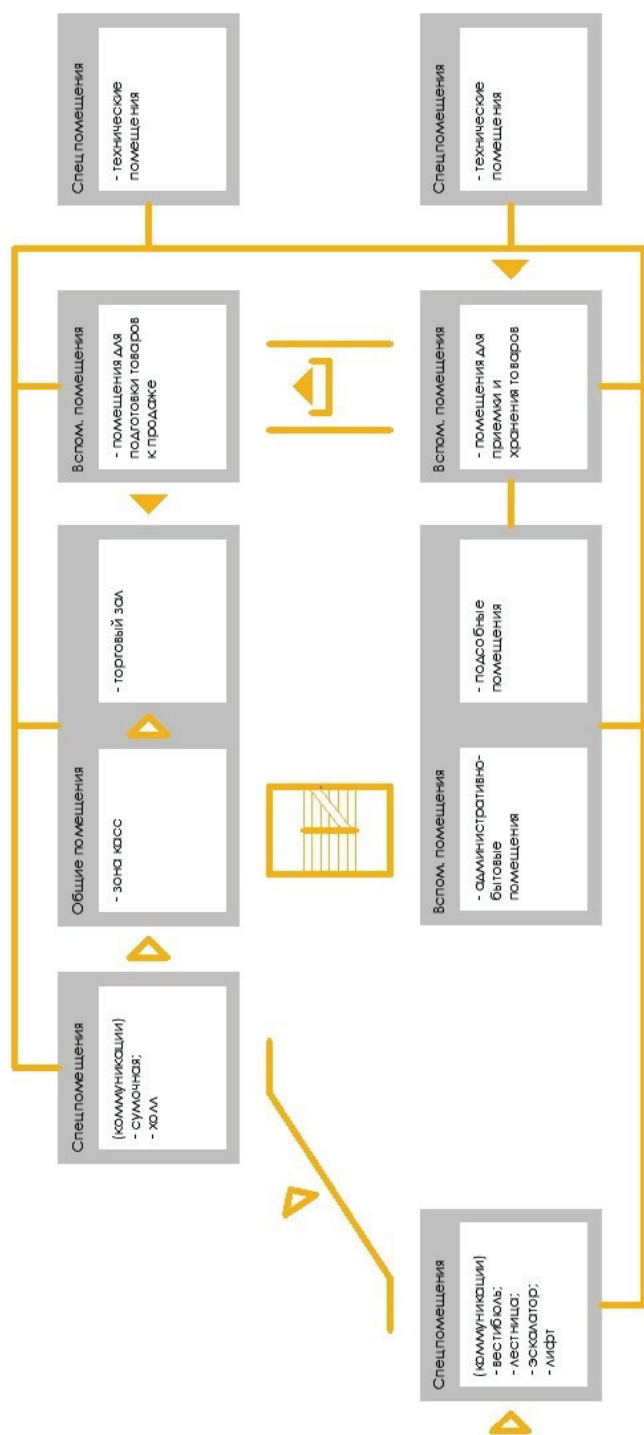 Спецпомещения
(коммуникации)
- сумочная;
- холл
Общие помещения
- зона касс
- торговый зал
Вспом. помещения
- помещения для
подготовки товаров
к продаже
Спецпомещения
- технические
помещения
Спецпомещения
(коммуникации)
- вестибюль;
- лестница;
- эскалатор;
- лифт
Вспом. помещения
- административно-
бытовые
помещения
- подсобные
помещения
Вспом. помещения
- помещения для
приемки и
хранения товаров
Спецпомещения
- технические
помещения